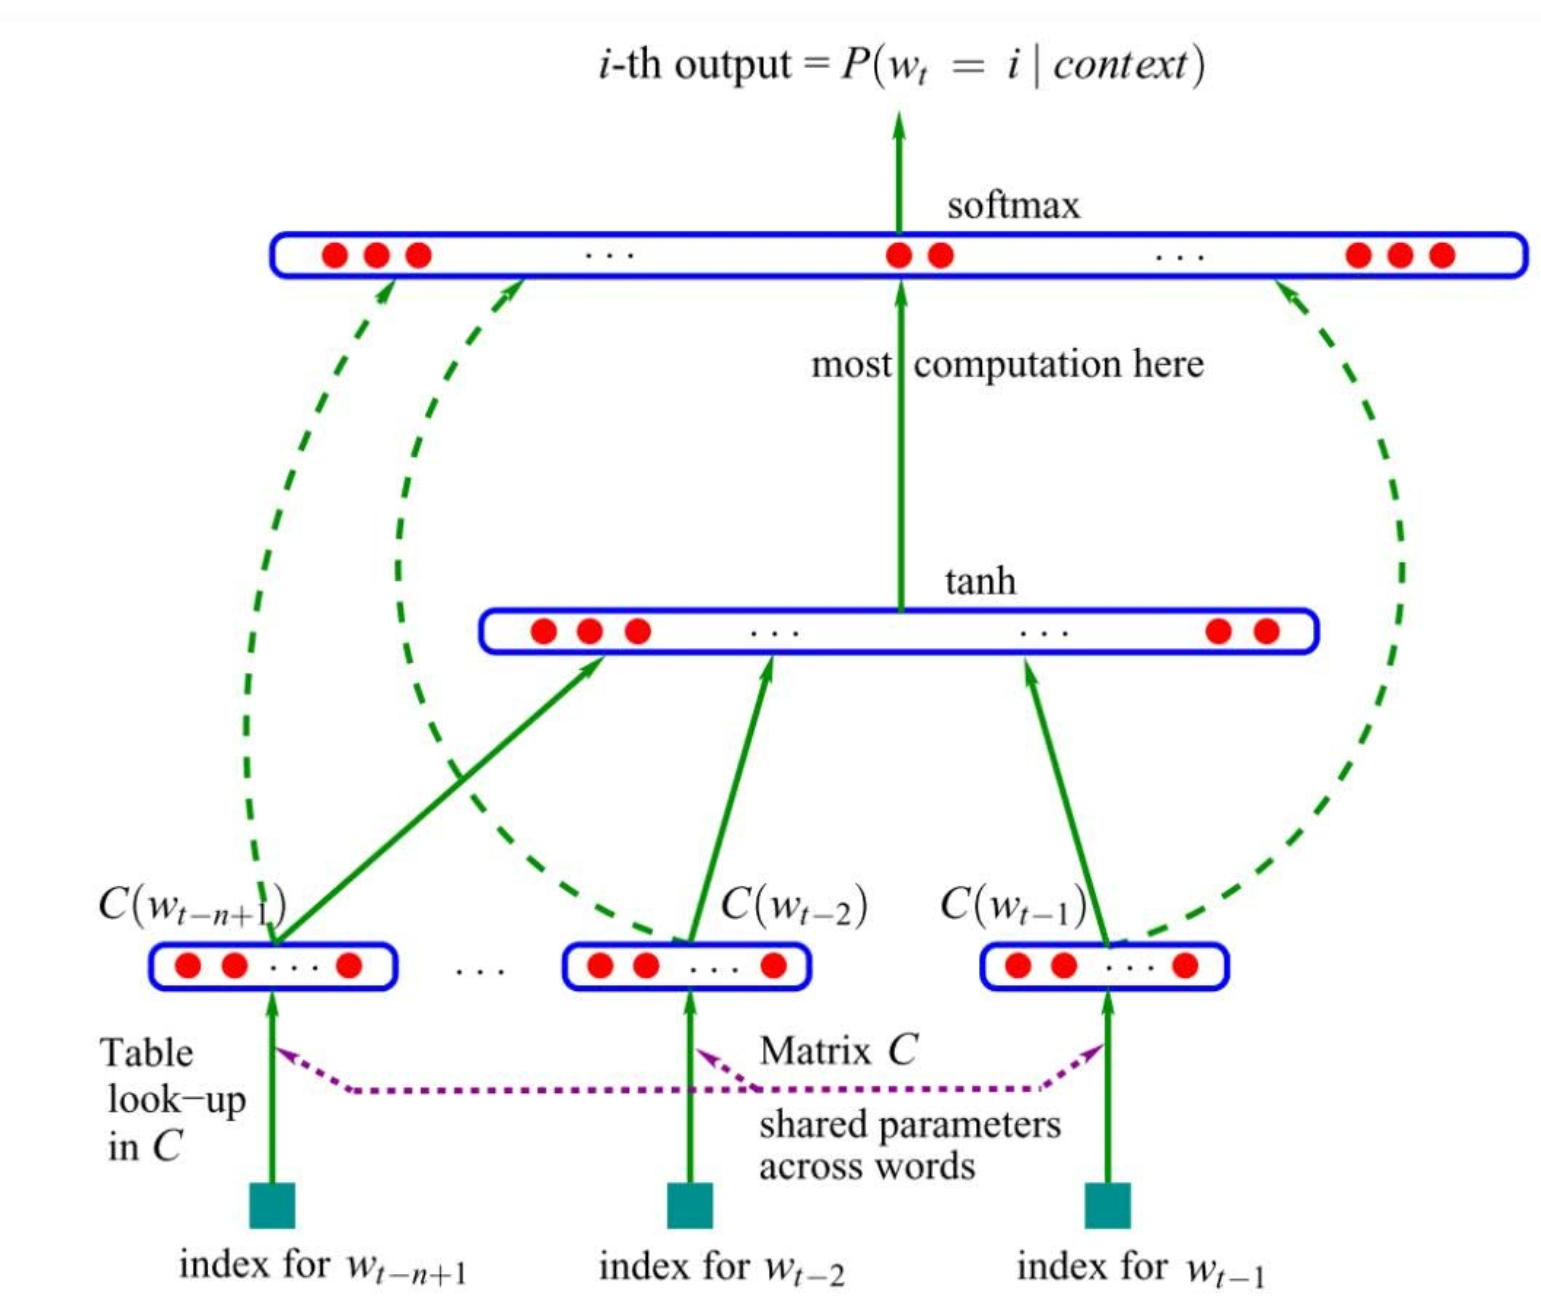 i-th output = P(w_t = i | context)
softmax
. . .
. . .
most computation here
tanh
. . .
. . .
C(w_{t−n+1})
C(w_{t−2})
C(w_{t−1})
. . .
. . .
. . .
. . .
Table
look−up
in C
Matrix C
shared parameters
across words
index for w_{t−n+1}
index for w_{t−2}
index for w_{t−1}